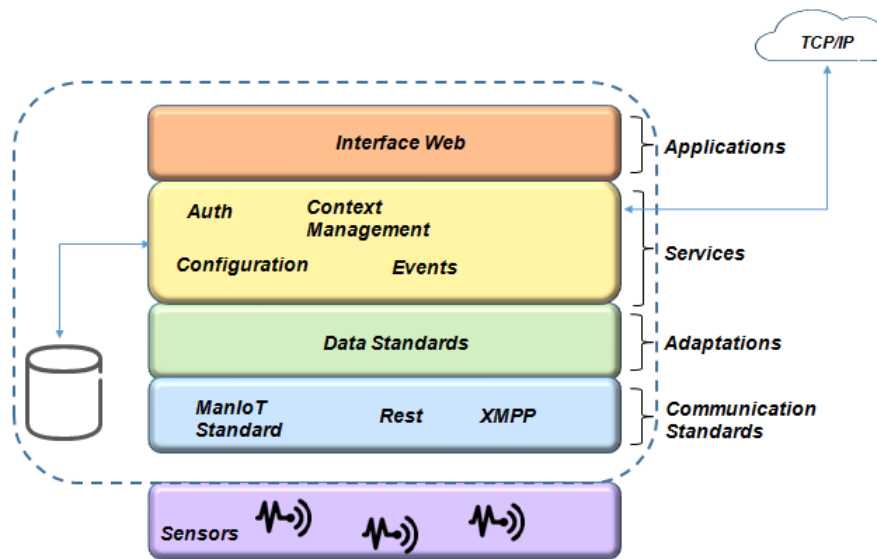 TCP/IP
Interface Web
Applications
Auth
Context
Management
Configuration
Events
Services
Data Standards
Adaptations
ManIoT
Standard
Rest
XMPP
Communication
Standards
Sensors